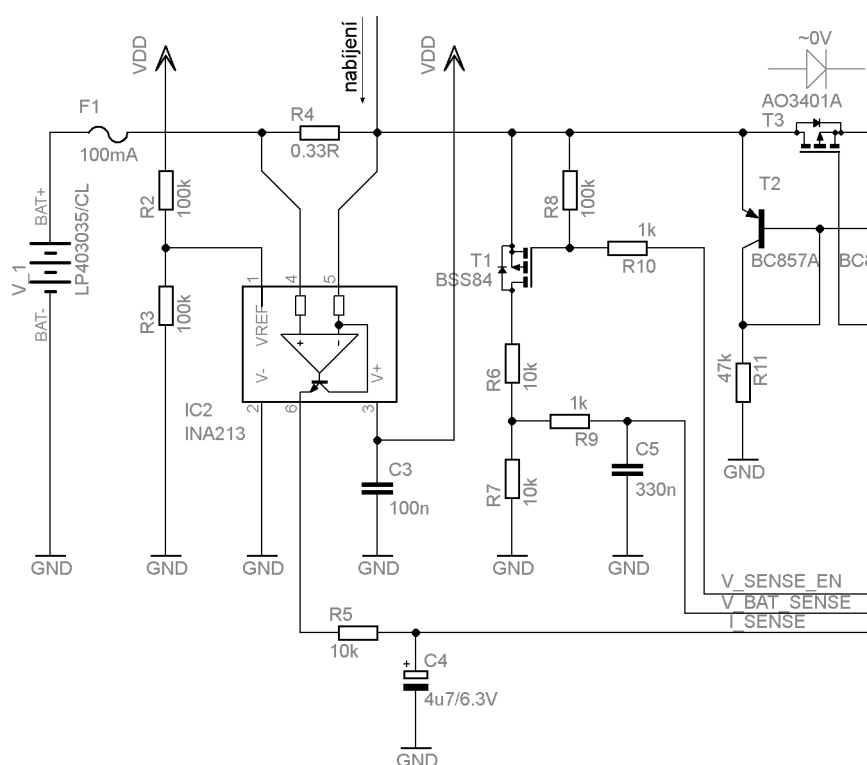 nabíjení
VDD
VDD
~0V
AO3401A
T3
F1
100mA
R4
0.33R
BAT+
V_1
LP403035/CL
BAT-
R2
100k
R3
100k
R8
100k
1k
R10
T1
BSS84
T2
BC857A
BC8
1
4
5
VREF
V-
V+
+
-
2
6
3
IC2
INA213
C3
100n
R6
10k
1k
R9
R7
10k
C5
330n
47k
R11
GND
GND
GND
GND
GND
GND
GND
V_SENSE_EN
V_BAT_SENSE
I_SENSE
R5
10k
+
C4
4u7/6.3V
GND